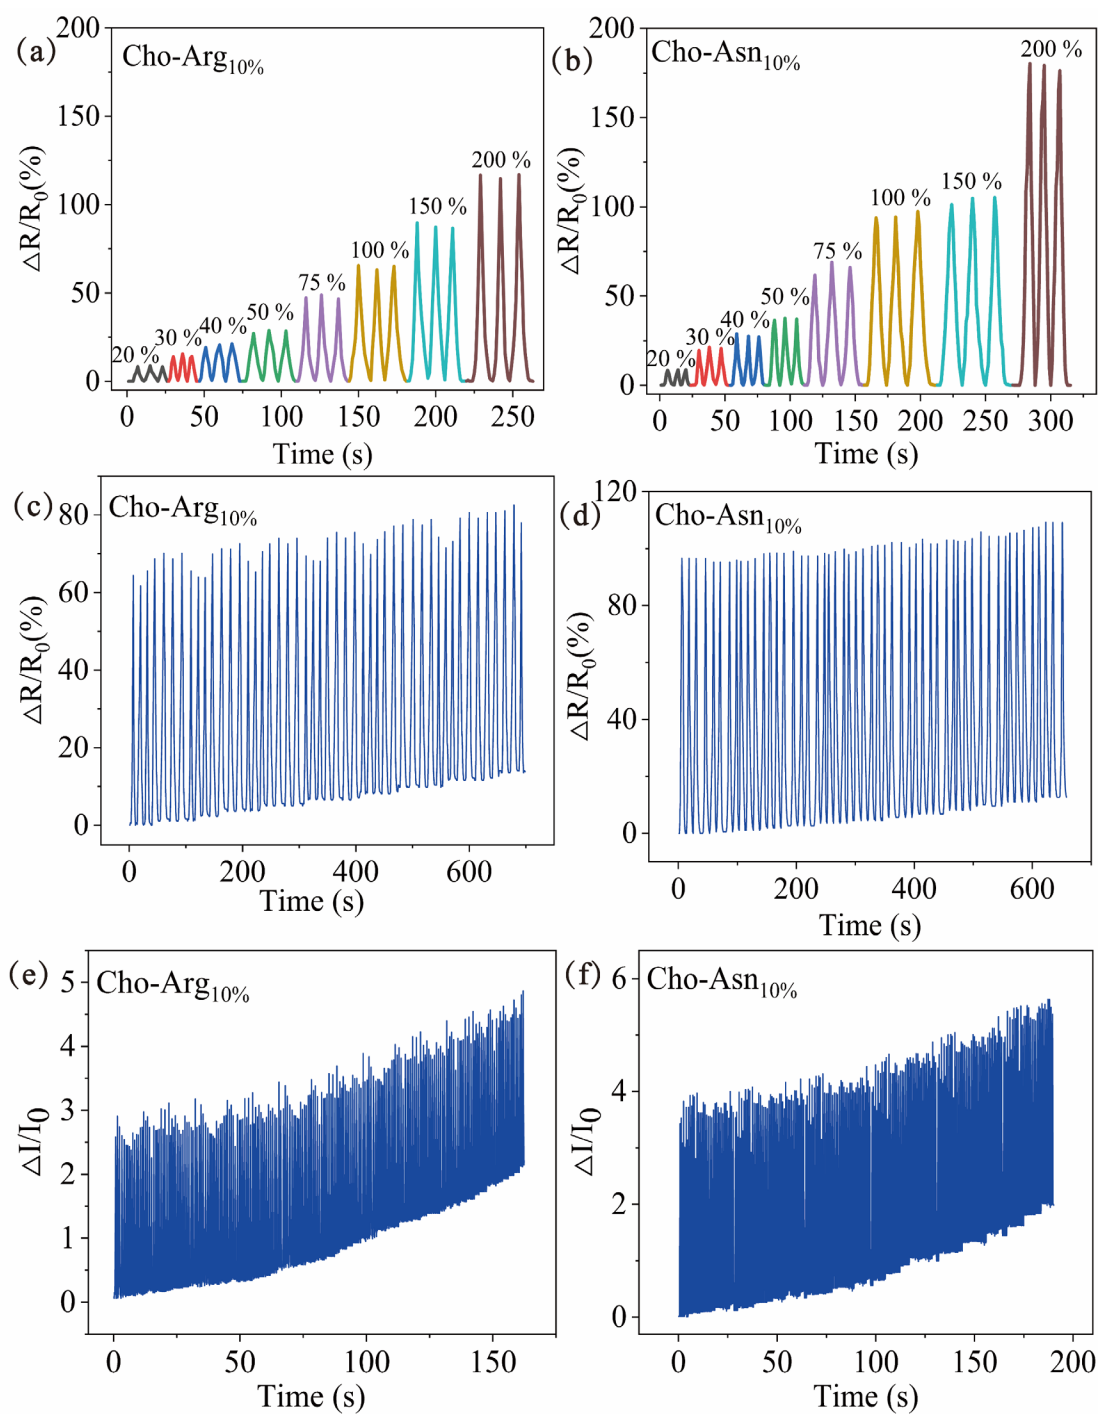 (a)
Cho-Arg10%
200
150
100
50
0
ΔR/R0(%)
20 %
30 %
40 %
50 %
75 %
100 %
150 %
200 %
0 50 100 150 200 250
Time (s)
(b)
Cho-Asn10%
200
150
100
50
0
ΔR/R0(%)
20 %
30 %
40 %
50 %
75 %
100 %
150 %
200 %
0 50 100 150 200 250 300
Time (s)
(c)
Cho-Arg10%
80
60
40
20
0
ΔR/R0(%)
0 200 400 600
Time (s)
(d)
Cho-Asn10%
120
80
40
0
ΔR/R0(%)
0 200 400 600
Time (s)
(e)
Cho-Arg10%
5
4
3
2
1
0
ΔI/I0
0 50 100 150
Time (s)
(f)
Cho-Asn10%
6
4
2
0
ΔI/I0
0 50 100 150 200
Time (s)